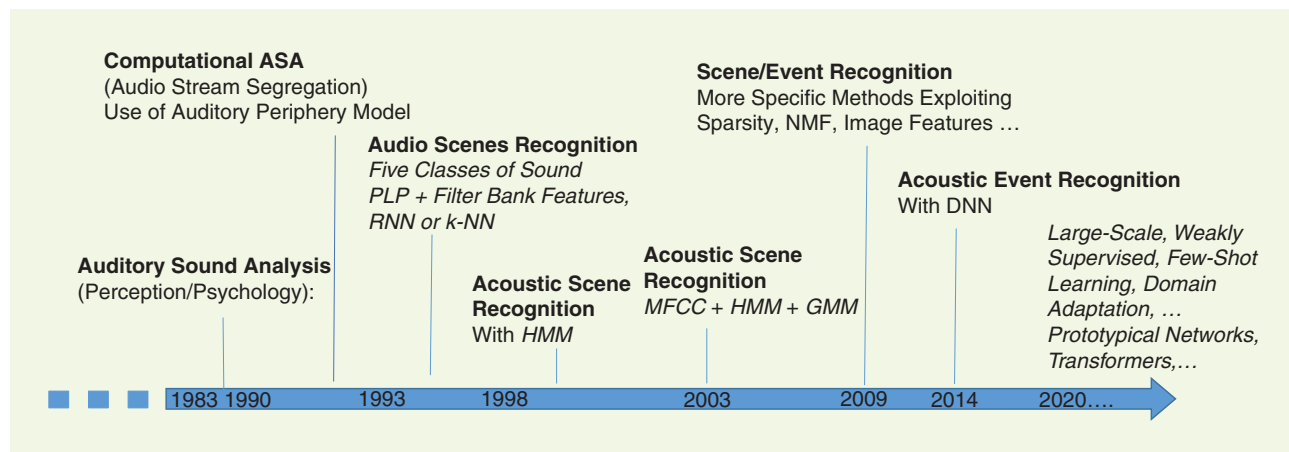 Computational ASA
(Audio Stream Segregation)
Use of Auditory Periphery Model
Scene/Event Recognition
More Specific Methods Exploiting
Sparsity, NMF, Image Features …
Audio Scenes Recognition
Five Classes of Sound
PLP + Filter Bank Features,
RNN or k-NN
Acoustic Event Recognition
With DNN
Auditory Sound Analysis
(Perception/Psychology):
Acoustic Scene
Recognition
With HMM
Acoustic Scene
Recognition
MFCC + HMM + GMM
Large-Scale, Weakly
Supervised, Few-Shot
Learning, Domain
Adaptation, …
Prototypical Networks,
Transformers,…
1983 1990 1993 1998 2003 2009 2014 2020….